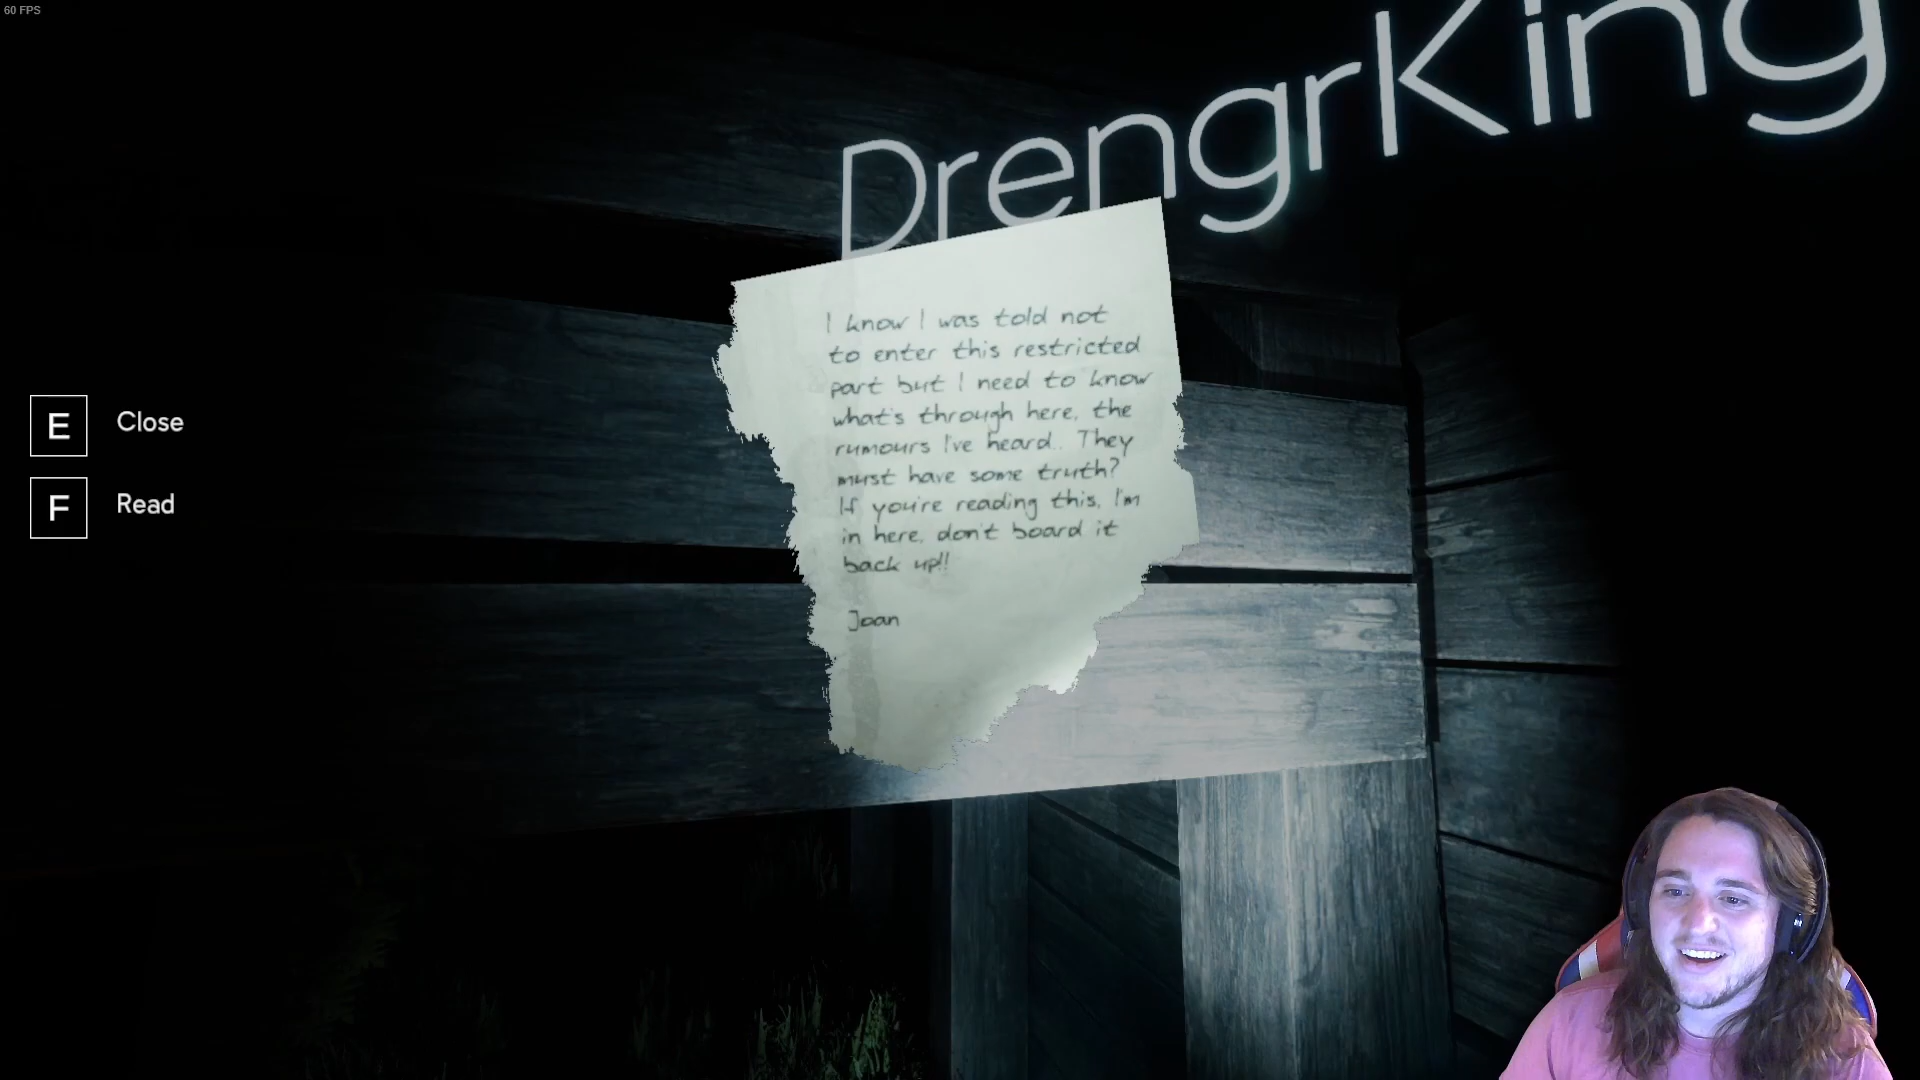 60 FPS
DrengrKing
I know I was told not
to enter this restricted
part but I need to know
what's through here, the
rumours I've heard.. They
must have some truth?
If you're reading this, I'm
in here, don't board it
back up!!
Joan
E Close
F Read